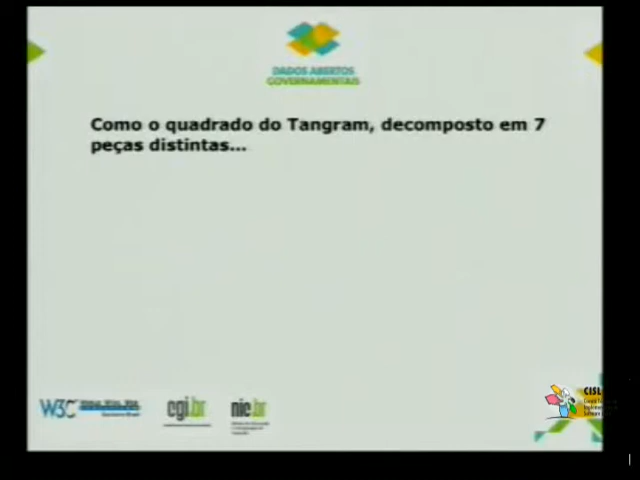 DADOS ABERTOS
GOVERNAMENTAIS
Como o quadrado do Tangram, decomposto em 7
peças distintas...
W3C
cgi.br
nic.br
CISL